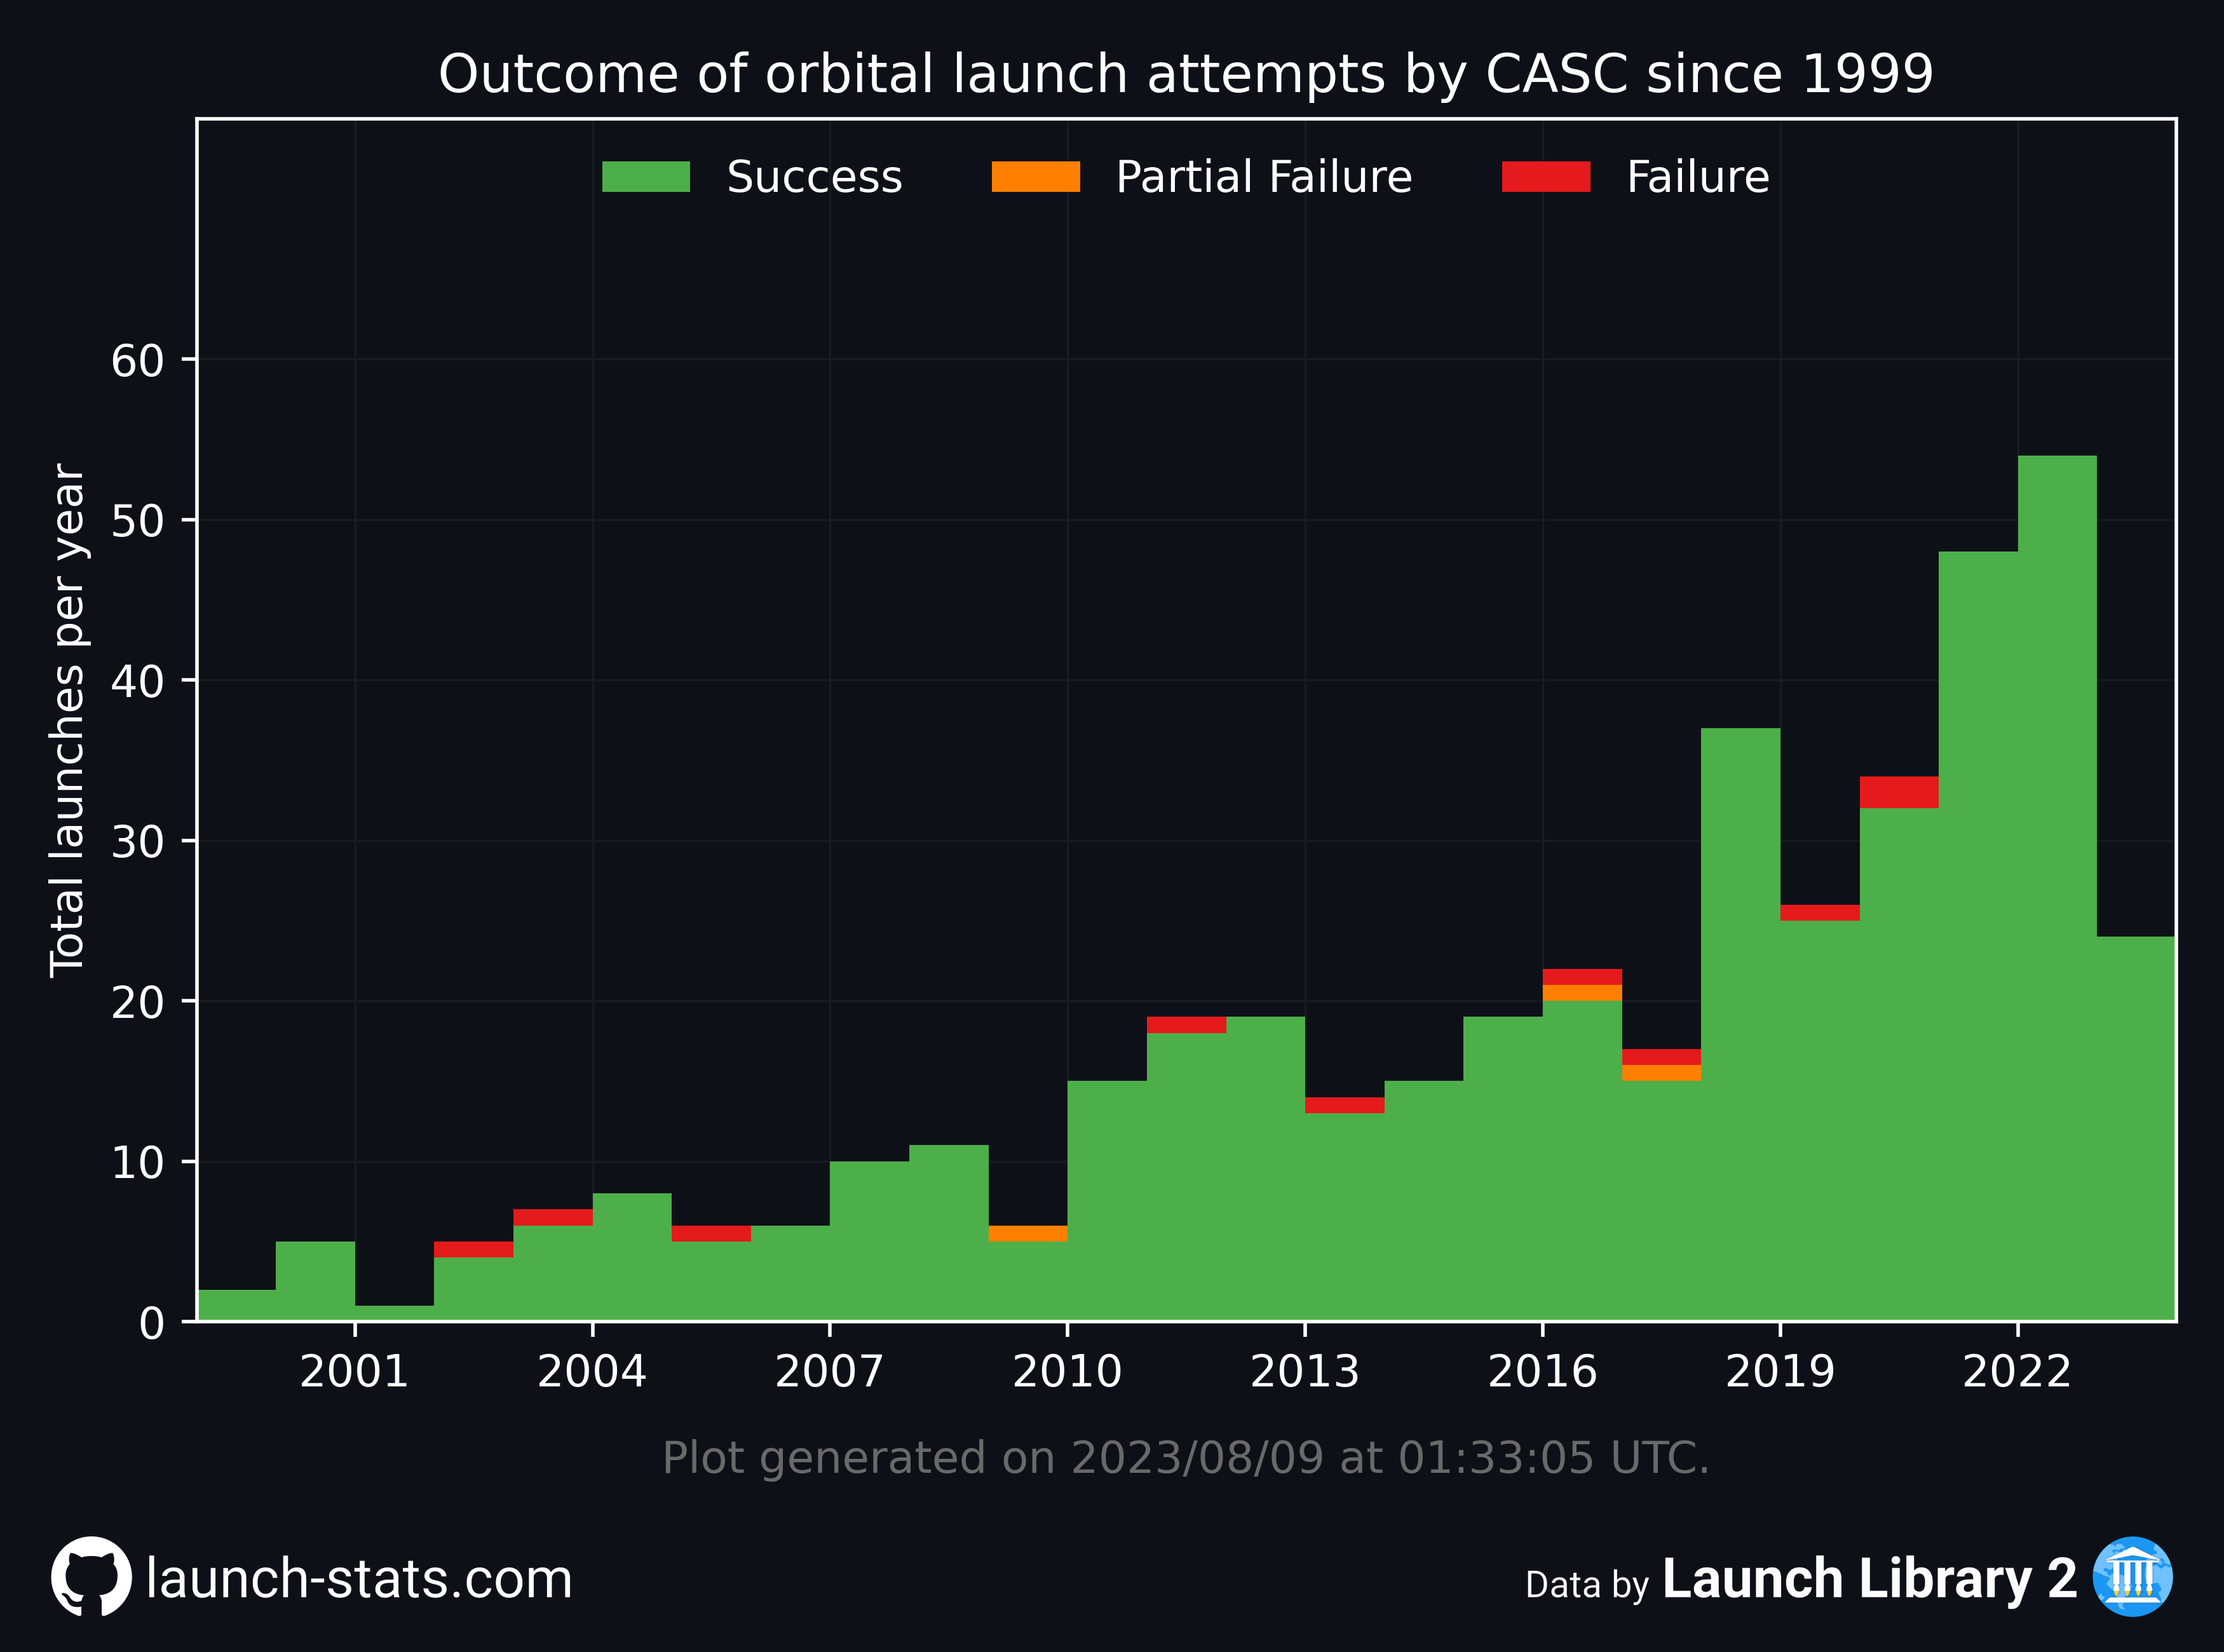 Outcome of orbital launch attempts by CASC since 1999
Success Partial Failure Failure
Total launches per year
60
50
40
30
20
10
0
2001 2004 2007 2010 2013 2016 2019 2022
Plot generated on 2023/08/09 at 01:33:05 UTC.
launch-stats.com
Data by Launch Library 2